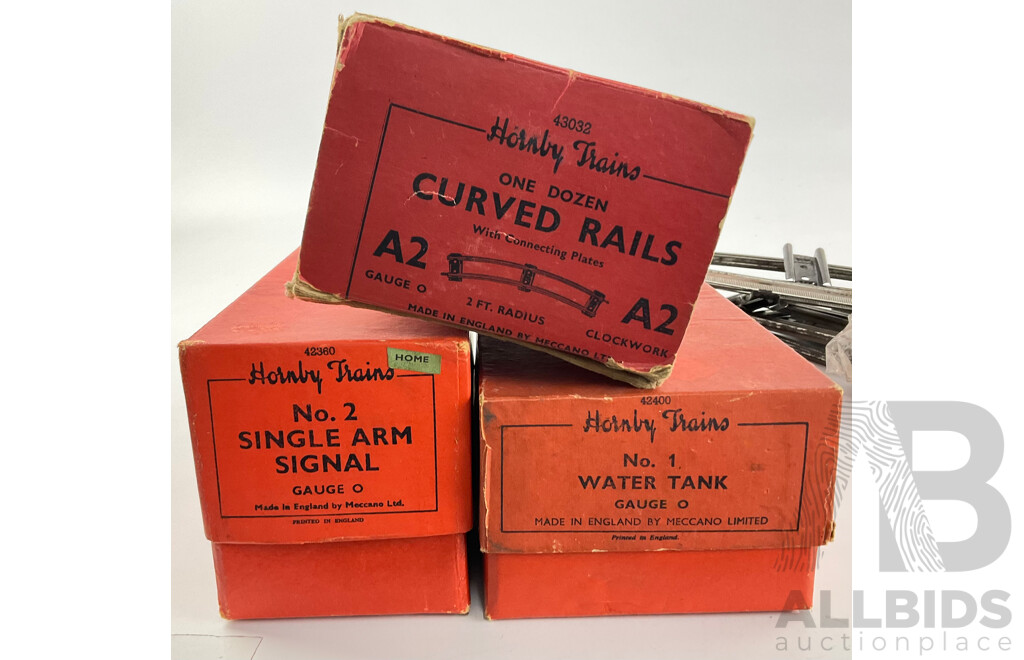 43032
Hornby Trains
ONE DOZEN
CURVED RAILS
With Connecting Plates
A2 A2
GAUGE O
2 FT. RADIUS
CLOCKWORK
MADE IN ENGLAND BY MECCANO
42360
HOME
Hornby Trains
No. 2
SINGLE ARM
SIGNAL
GAUGE O
Made in England by Meccano Ltd.
PRINTED IN ENGLAND
42400
Hornby Trains
No. 1
WATER TANK
GAUGE O
MADE IN ENGLAND BY MECCANO LIMITED
Printed in England.
AB
ALLBIDS
auctionplace